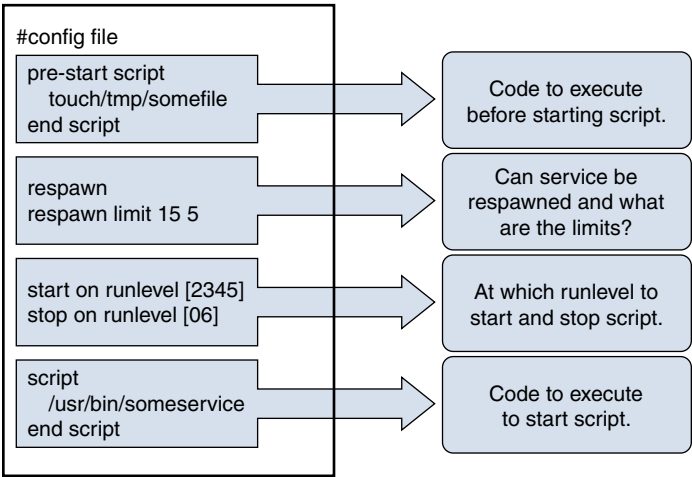 #config file
pre-start script
touch/tmp/somefile
end script
Code to execute
before starting script.
respawn
respawn limit 15 5
Can service be
respawned and what
are the limits?
start on runlevel [2345]
stop on runlevel [06]
At which runlevel to
start and stop script.
script
/usr/bin/someservice
end script
Code to execute
to start script.